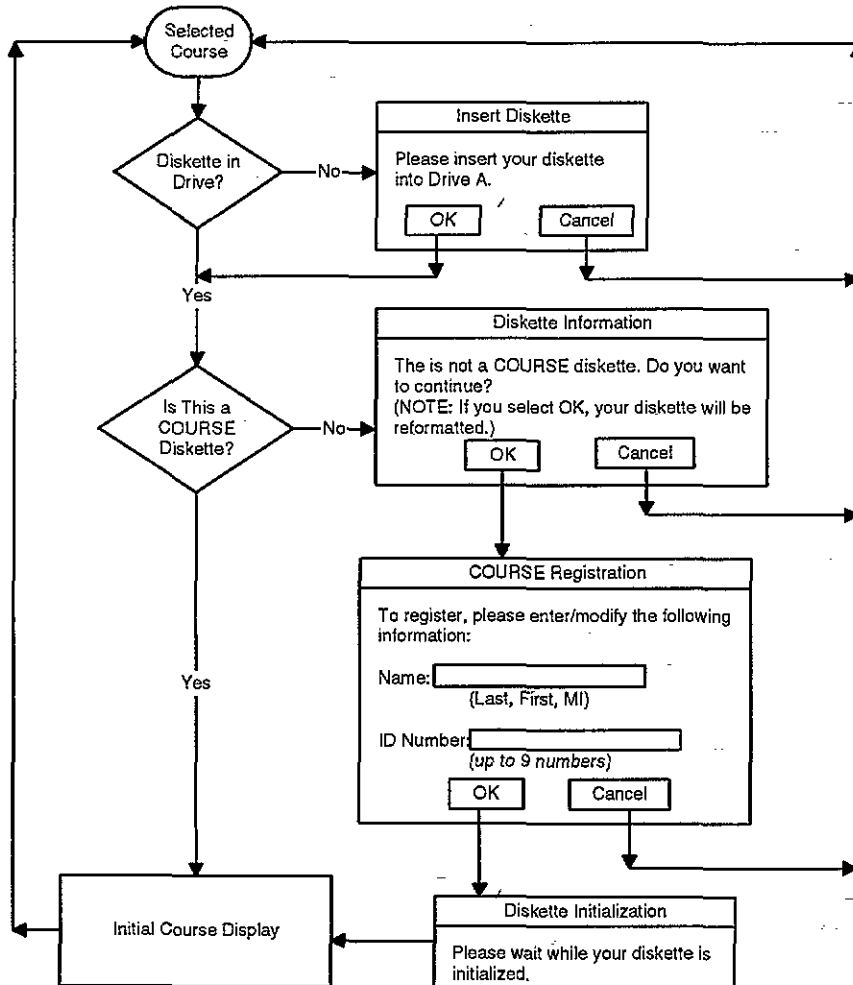 Selected
Course
Diskette in
Drive?
No
Insert Diskette
Please insert your diskette
into Drive A.
OK
Cancel
Yes
Is This a
COURSE
Diskette?
No
Diskette Information
The is not a COURSE diskette. Do you want
to continue?
(NOTE: If you select OK, your diskette will be
reformatted.)
OK
Cancel
COURSE Registration
To register, please enter/modify the following
information:
Name:
(Last, First, MI)
ID Number:
(up to 9 numbers)
OK
Cancel
Yes
Initial Course Display
Diskette Initialization
Please wait while your diskette is
initialized.